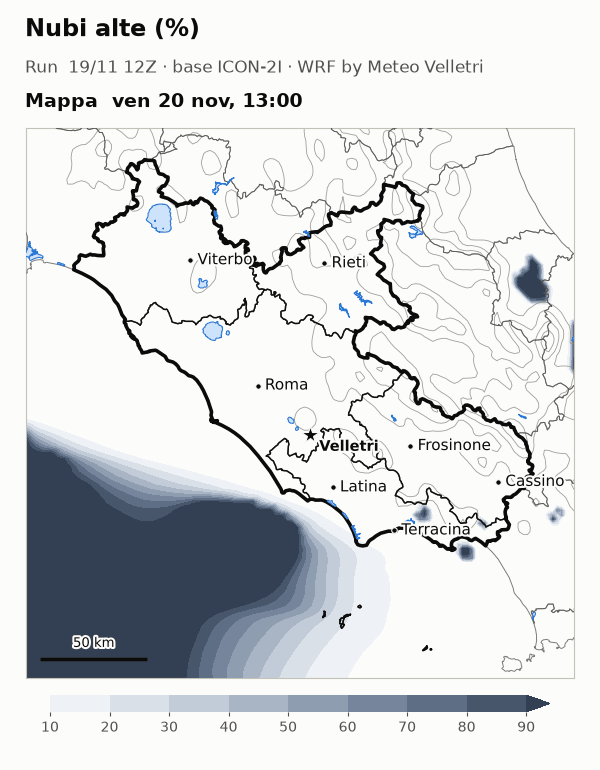 Nubi alte (%)
Run 19/11 12Z · base ICON-2I · WRF by Meteo Velletri
Mappa ven 20 nov, 13:00
Viterbo
Rieti
Roma
Velletri
Frosinone
Cassino
Latina
Terracina
50 km
10 20 30 40 50 60 70 80 90